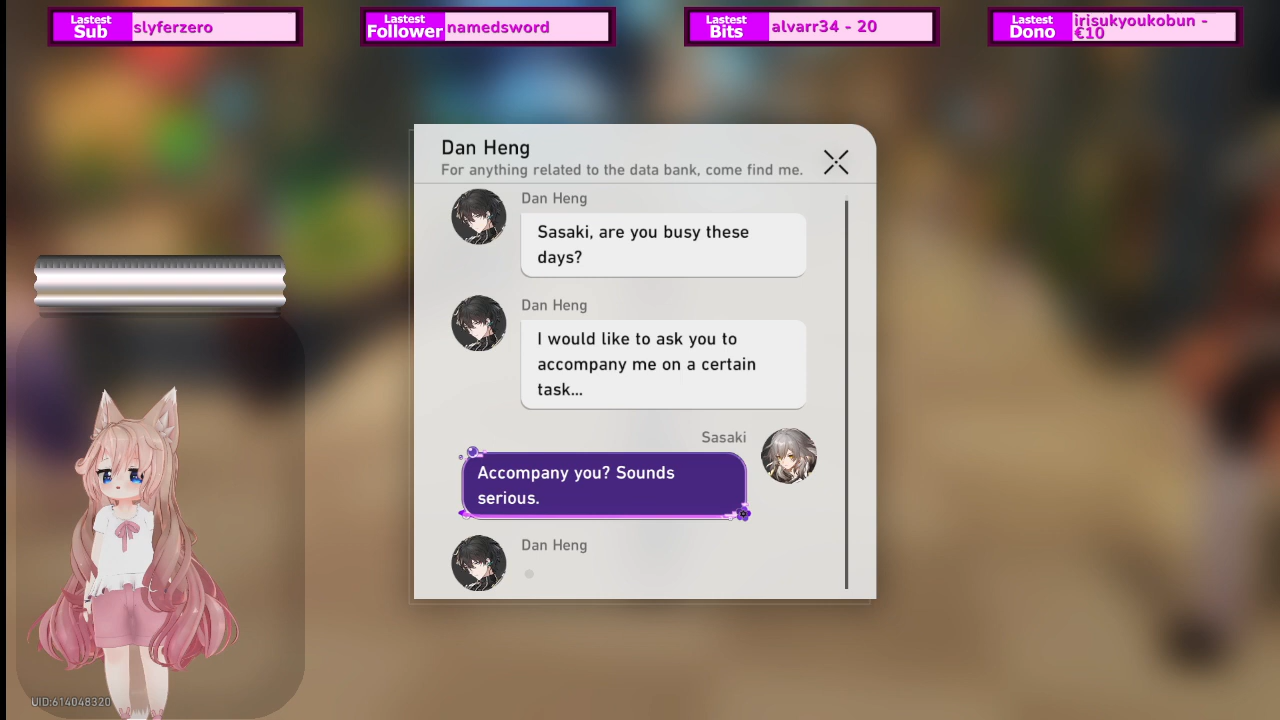 Lastest
Sub
slyferzero
Lastest
Follower
namedsword
Lastest
Bits
alvarr34 - 20
Lastest
Dono
irisukyoukobun -
€10
Dan Heng
For anything related to the data bank, come find me.
Dan Heng
Sasaki, are you busy these
days?
Dan Heng
I would like to ask you to
accompany me on a certain
task...
Sasaki
Accompany you? Sounds
serious.
Dan Heng
UID:614048320